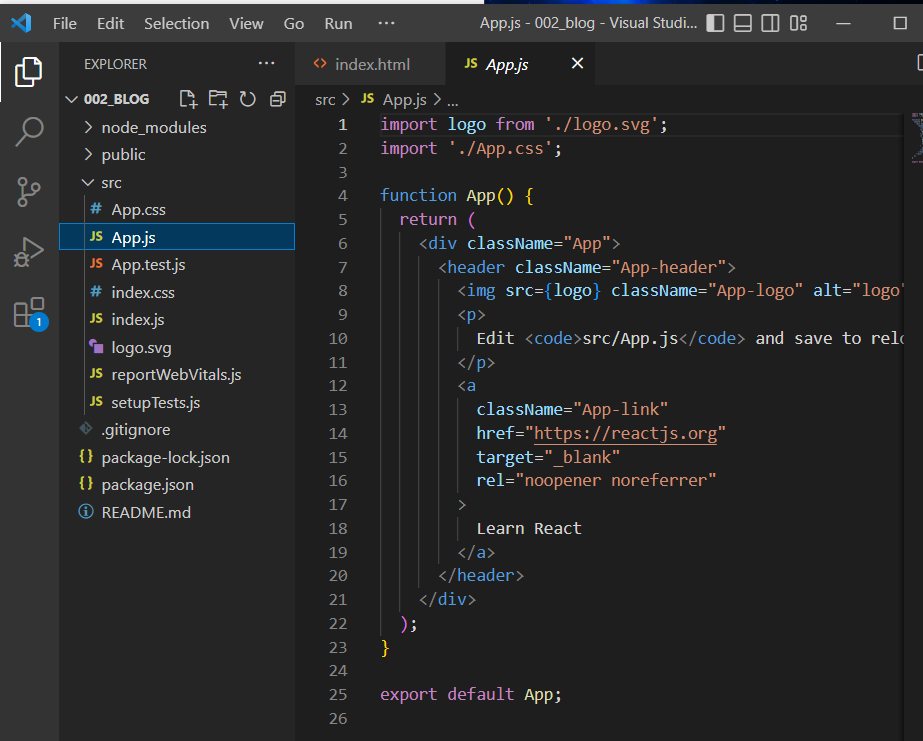 File Edit Selection View Go Run ··· App.js - 002_blog - Visual Studi...
EXPLORER ···
002_BLOG
node_modules
public
src
# App.css
JS App.js
JS App.test.js
# index.css
JS index.js
logo.svg
JS reportWebVitals.js
JS setupTests.js
.gitignore
{} package-lock.json
{} package.json
README.md
1
<> index.html JS App.js ×
src > JS App.js > ...
1 import logo from './logo.svg';
2 import './App.css';
3
4 function App() {
5 return (
6 <div className="App">
7 <header className="App-header">
8 <img src={logo} className="App-logo" alt="logo"
9 <p>
10 Edit <code>src/App.js</code> and save to relo
11 </p>
12 <a
13 className="App-link"
14 href="https://reactjs.org"
15 target="_blank"
16 rel="noopener noreferrer"
17 >
18 Learn React
19 </a>
20 </header>
21 </div>
22 );
23 }
24
25 export default App;
26